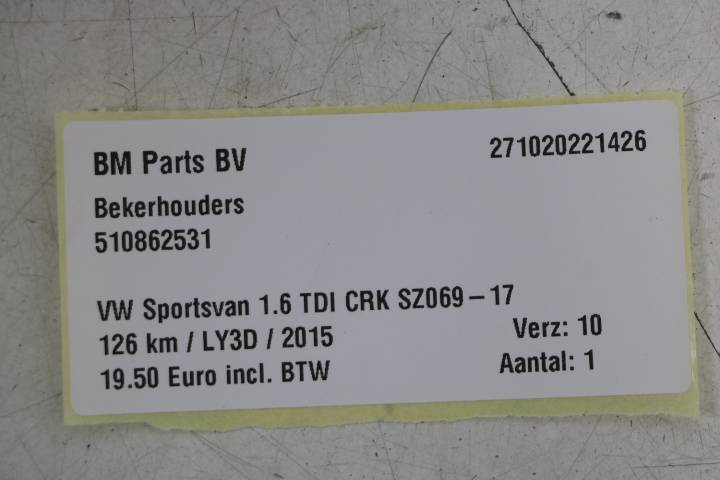 BM Parts BV 271020221426
Bekerhouders
510862531
VW Sportsvan 1.6 TDI CRK SZ069-17
126 km / LY3D / 2015 Verz: 10
19.50 Euro incl. BTW Aantal: 1